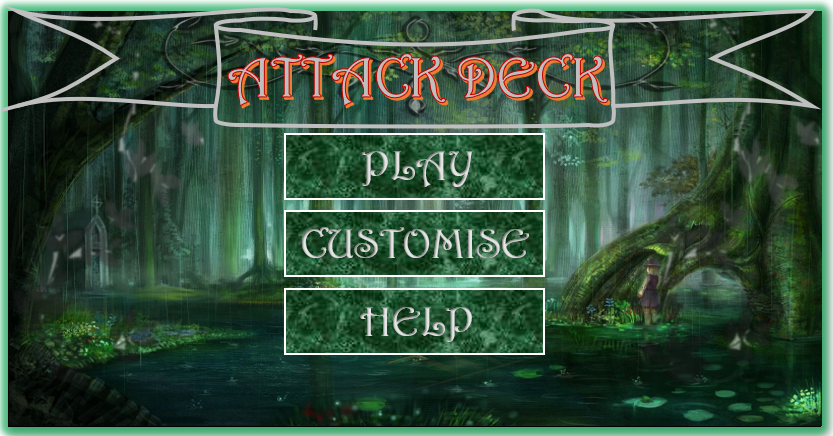 ATTACK DECK
PLAY
CUSTOMISE
HELP